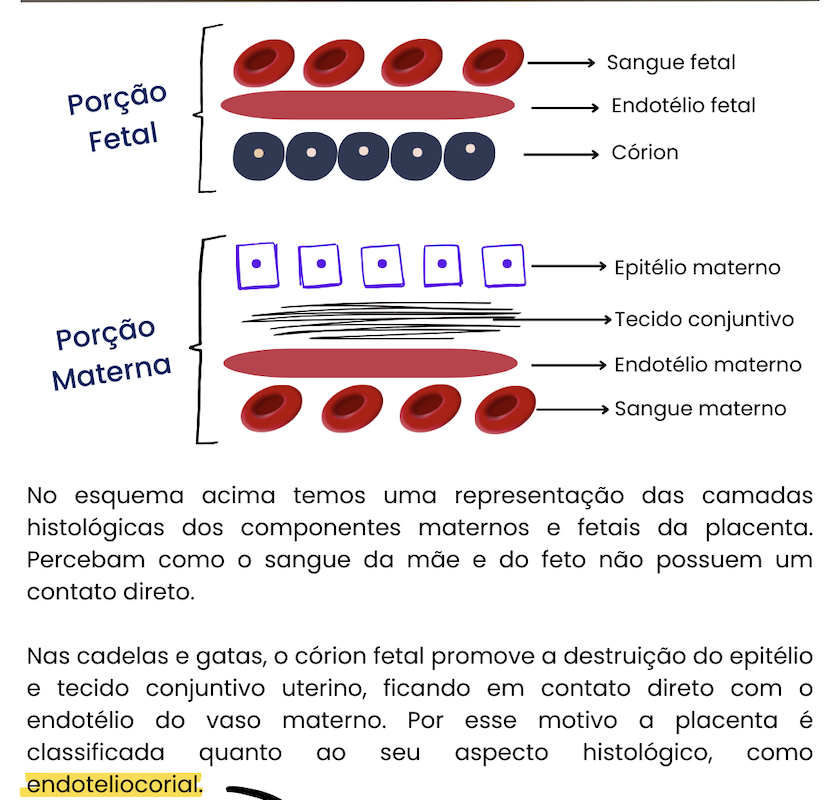 Porção
Fetal
Sangue fetal
Endotélio fetal
Córion
Porção
Materna
Epitélio materno
Tecido conjuntivo
Endotélio materno
Sangue materno
No esquema acima temos uma representação das camadas
histológicas dos componentes maternos e fetais da placenta.
Percebam como o sangue da mãe e do feto não possuem um
contato direto.
Nas cadelas e gatas, o córion fetal promove a destruição do epitélio
e tecido conjuntivo uterino, ficando em contato direto com o
endotélio do vaso materno. Por esse motivo a placenta é
classificada quanto ao seu aspecto histológico, como
endoteliocorial.